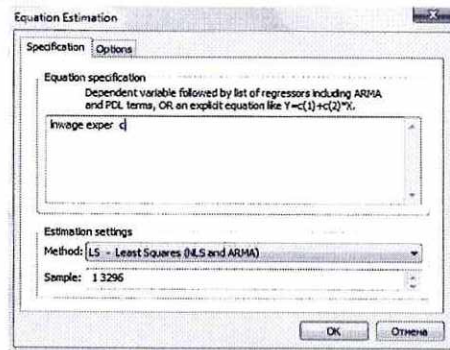 Equation Estimation
Specification Options
Equation specification
Dependent variable followed by list of regressors including ARMA
and PDL terms, OR an explicit equation like Y=c(1)+c(2)*X.
lnwage exper c
Estimation settings
Method: LS - Least Squares (NLS and ARMA)
Sample: 1 3296
OK Отмена